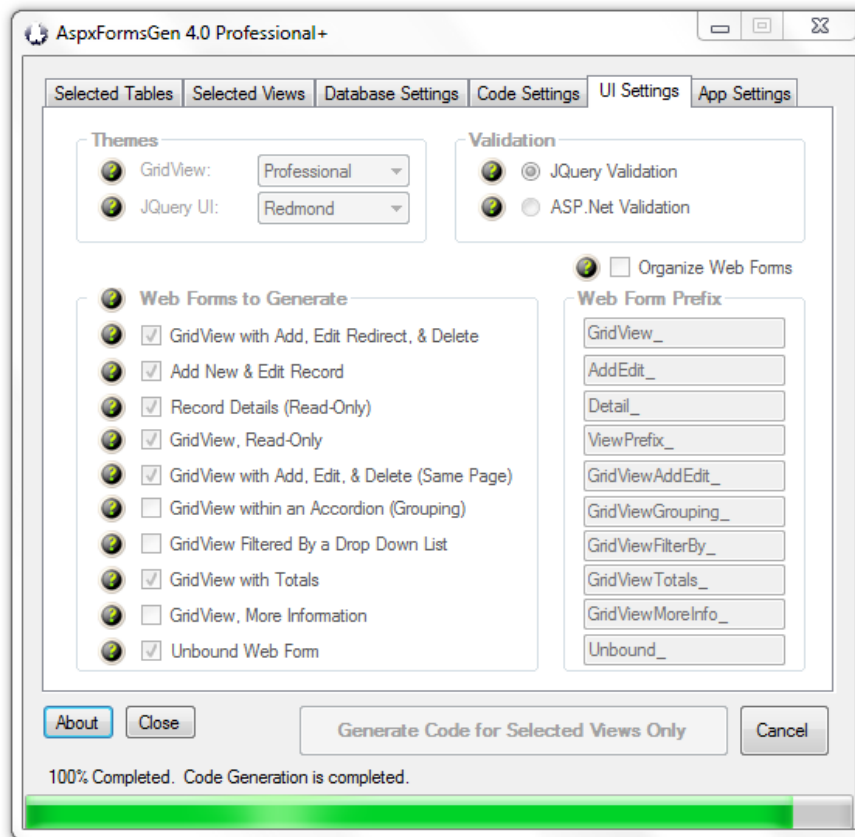 AspxFormsGen 4.0 Professional+
Selected Tables Selected Views Database Settings Code Settings UI Settings App Settings
Themes
GridView: Professional
JQuery UI: Redmond
Validation
JQuery Validation
ASP.Net Validation
Organize Web Forms
Web Forms to Generate
GridView with Add, Edit Redirect, & Delete
Add New & Edit Record
Record Details (Read-Only)
GridView, Read-Only
GridView with Add, Edit, & Delete (Same Page)
GridView within an Accordion (Grouping)
GridView Filtered By a Drop Down List
GridView with Totals
GridView, More Information
Unbound Web Form
Web Form Prefix
GridView_
AddEdit_
Detail_
ViewPrefix_
GridViewAddEdit_
GridViewGrouping_
GridViewFilterBy_
GridViewTotals_
GridViewMoreInfo_
Unbound_
About Close Generate Code for Selected Views Only Cancel
100% Completed. Code Generation is completed.